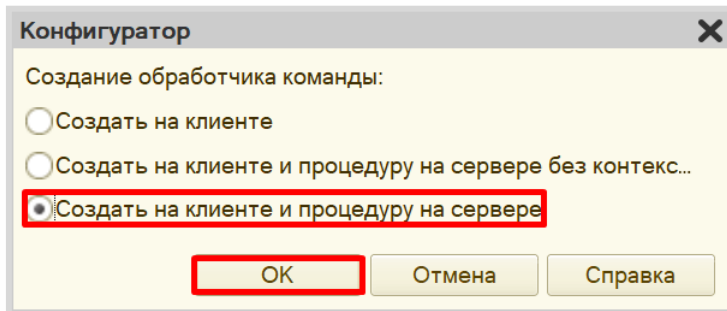 Конфигуратор
Создание обработчика команды:
Создать на клиенте
Создать на клиенте и процедуру на сервере без контекс...
Создать на клиенте и процедуру на сервере
ОК Отмена Справка